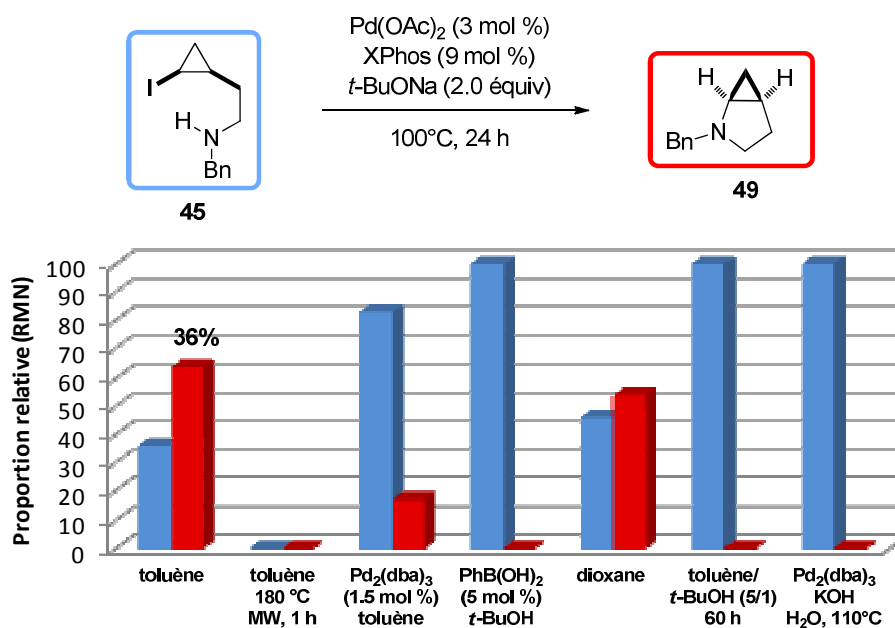 Pd(OAc)2 (3 mol %)
XPhos (9 mol %)
t-BuONa (2.0 équiv)
100°C, 24 h
I
H
N
Bn
45
H
H
N
Bn
49
Proportion relative (RMN)
100
90
80
70
60
50
40
30
20
10
0
36%
toluène
toluène
180 °C
MW, 1 h
Pd2(dba)3
(1.5 mol %)
toluène
PhB(OH)2
(5 mol %)
t-BuOH
dioxane
toluène/
t-BuOH (5/1)
60 h
Pd2(dba)3
KOH
H2O, 110°C